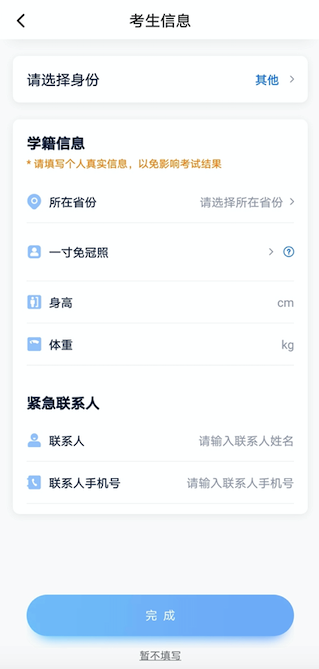 考生信息
请选择身份 其他
学籍信息
* 请填写个人真实信息，以免影响考试结果
所在省份 请选择所在省份
一寸免冠照 ?
身高 cm
体重 kg
紧急联系人
联系人 请输入联系人姓名
联系人手机号 请输入联系人手机号
完成
暂不填写